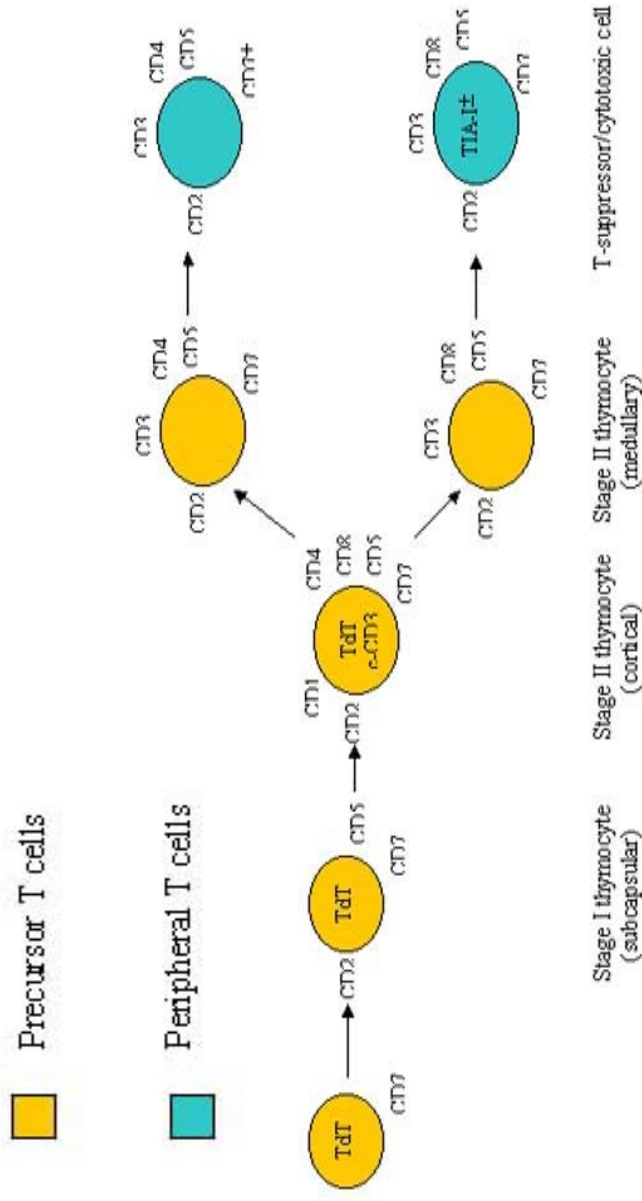 Precursor T cells
Peripheral T cells
TdT
CD7
CD2
TdT
CD5
CD7
CD1
CD2
TdT
c-CD3
CD4
CD8
CD5
CD7
CD3
CD4
CD2
CD5
CD7
CD3
CD4
CD5
CD2
CD7+
CD3
CD8
CD5
CD2
CD7
CD3
CD8
CD5
CD2
TIA-1±
CD7
Stage I thymocyte
(subcapsular)
Stage II thymocyte
(cortical)
Stage II thymocyte
(medullary)
T-suppressor/cytotoxic cell